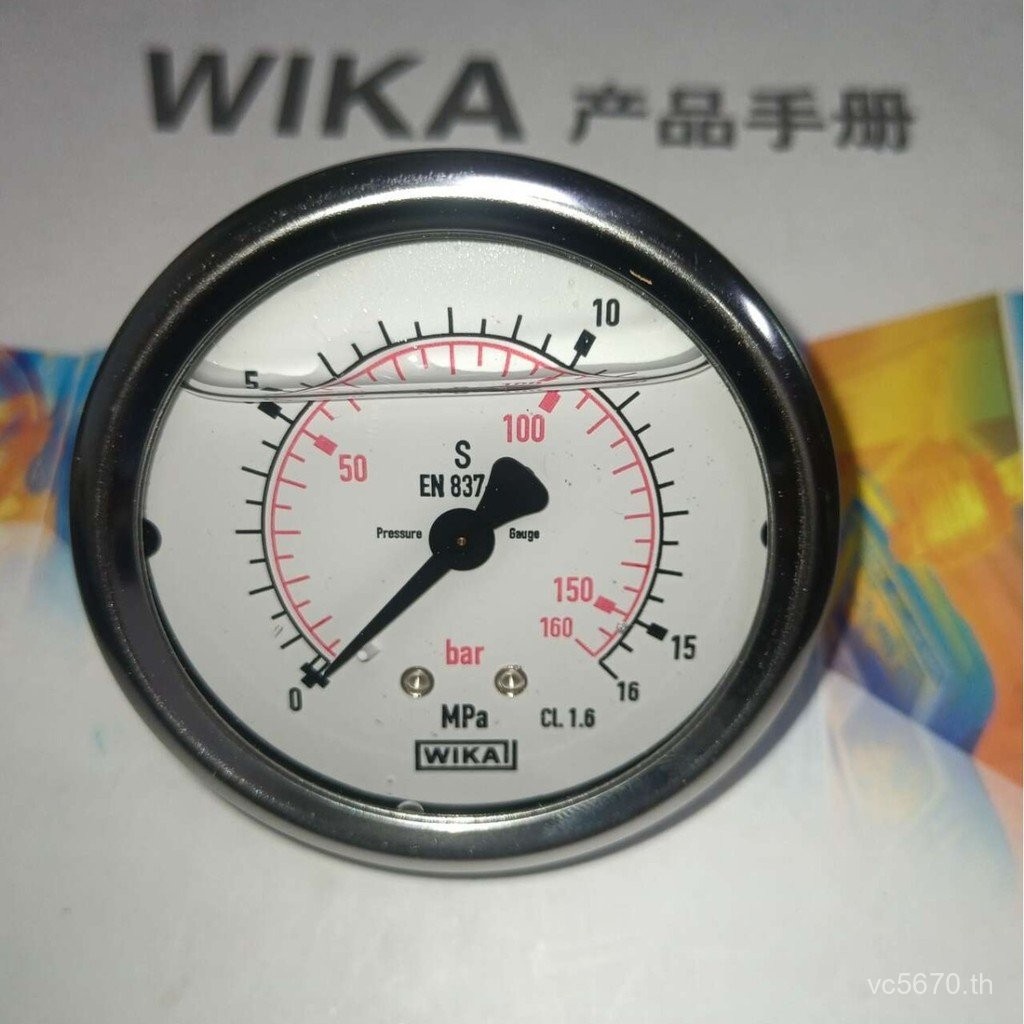 WIKA 产品手册
10
5
100
50
S
EN 837-
Pressure Gauge
150
160
15
bar
16
0
MPa
CL. 1.6
WIKA
vc5670.th